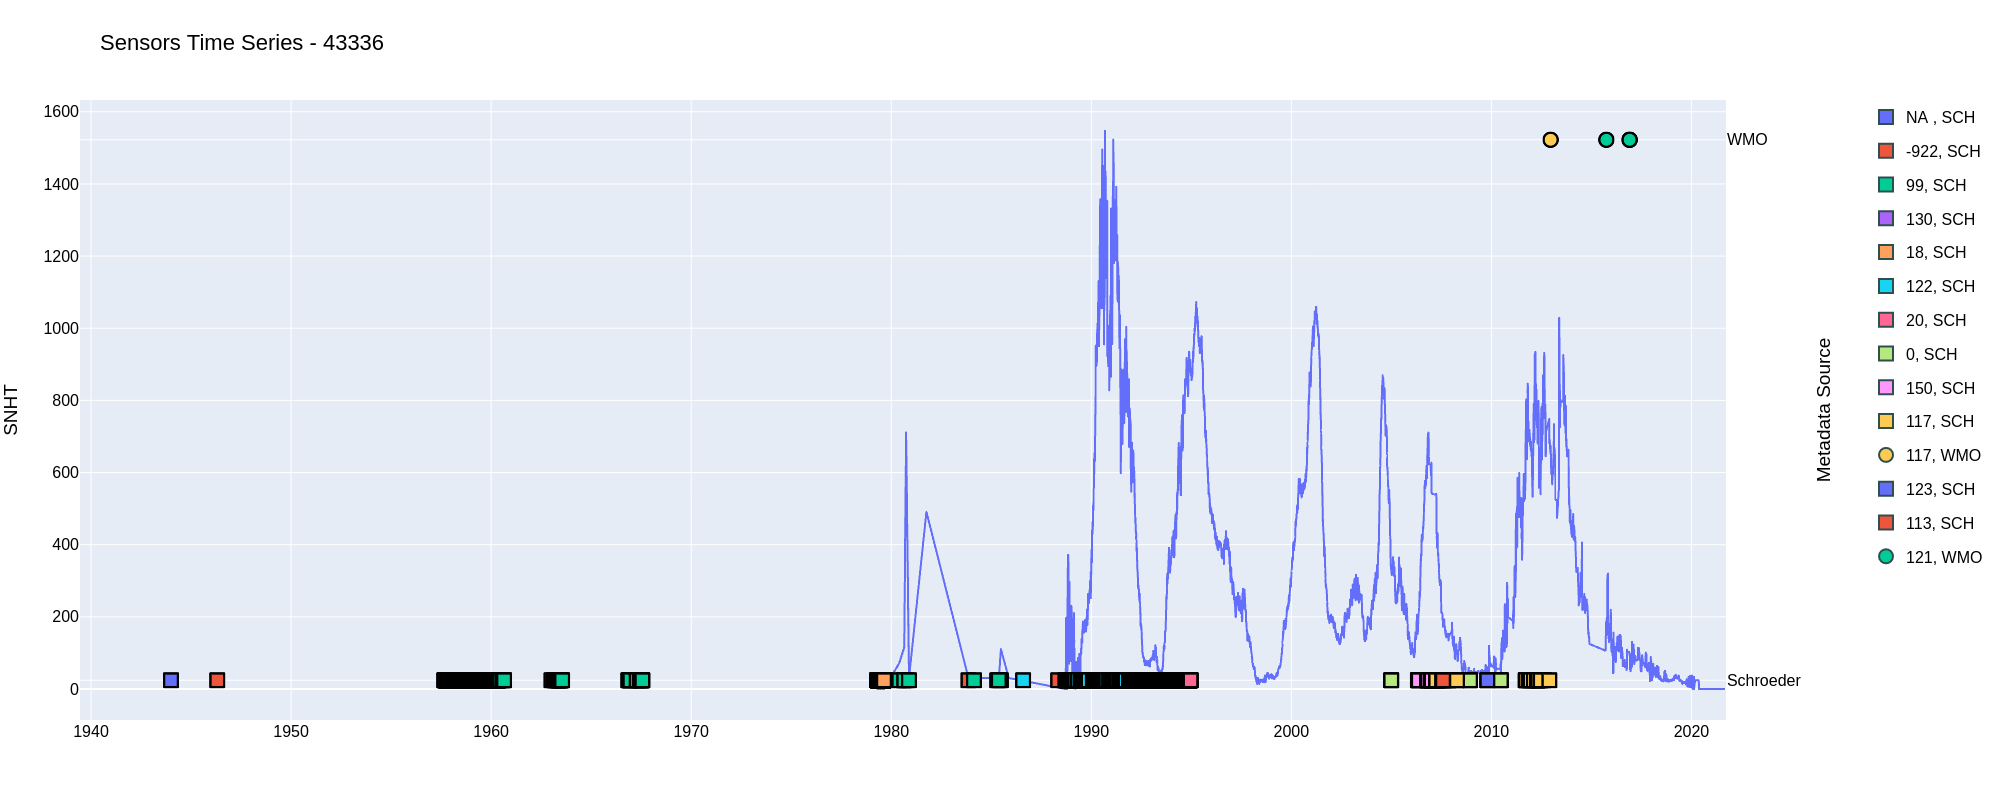 Sensors Time Series - 43336
1600
1400
1200
1000
800
600
400
200
0
SNHT
1940 1950 1960 1970 1980 1990 2000 2010 2020
WMO
Schroeder
Metadata Source
NA , SCH
-922, SCH
99, SCH
130, SCH
18, SCH
122, SCH
20, SCH
0, SCH
150, SCH
117, SCH
117, WMO
123, SCH
113, SCH
121, WMO